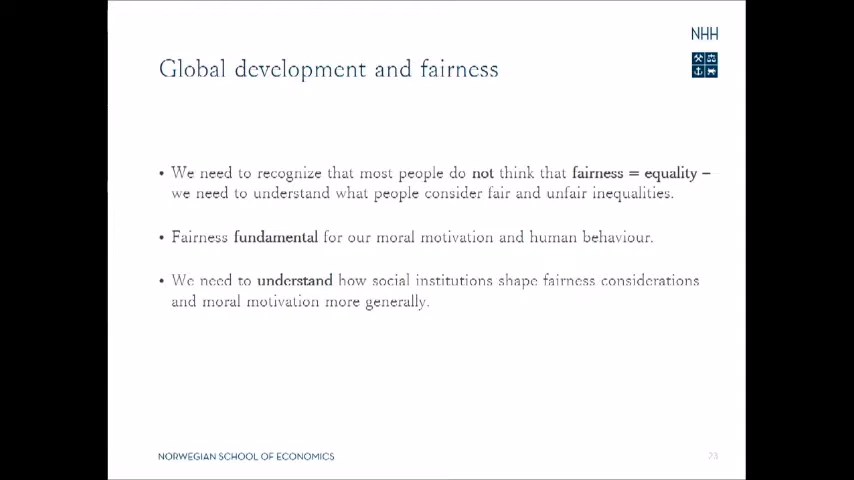 NHH
Global development and fairness
• We need to recognize that most people do not think that fairness = equality –
we need to understand what people consider fair and unfair inequalities.
• Fairness fundamental for our moral motivation and human behaviour.
• We need to understand how social institutions shape fairness considerations
and moral motivation more generally.
NORWEGIAN SCHOOL OF ECONOMICS
23